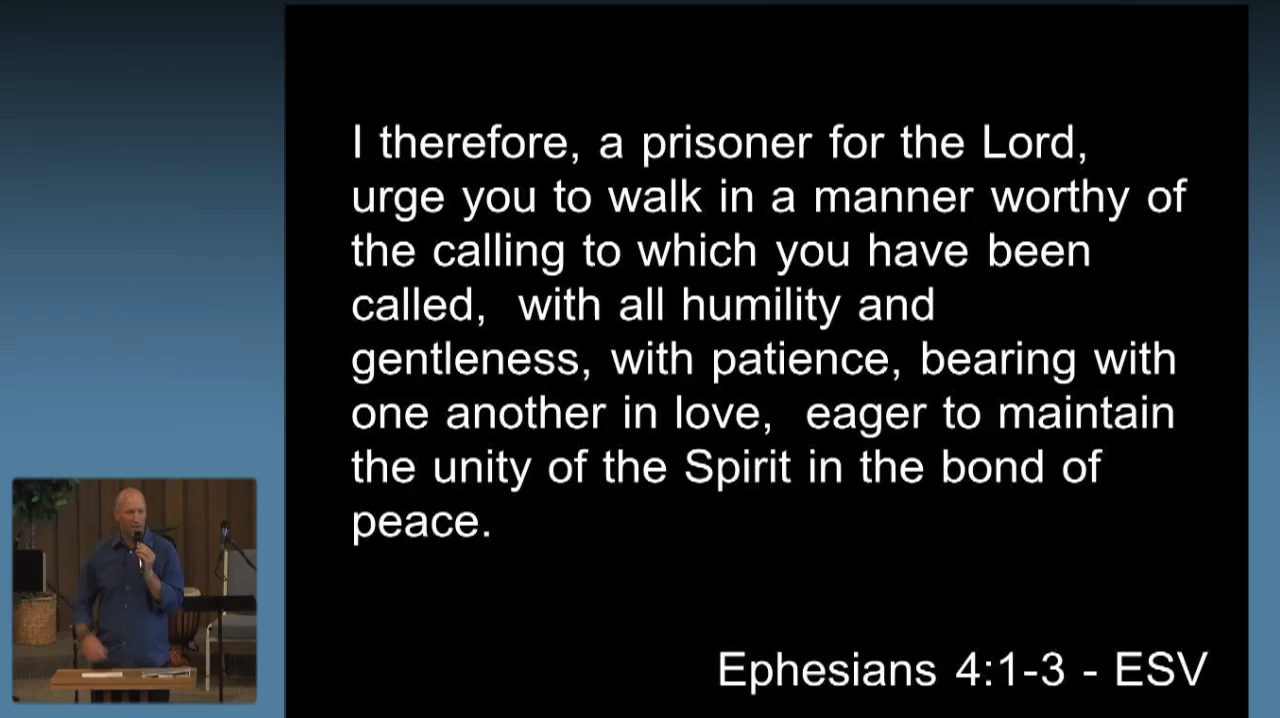 I therefore, a prisoner for the Lord,
urge you to walk in a manner worthy of
the calling to which you have been
called,  with all humility and
gentleness, with patience, bearing with
one another in love,  eager to maintain
the unity of the Spirit in the bond of
peace.
Ephesians 4:1-3 - ESV